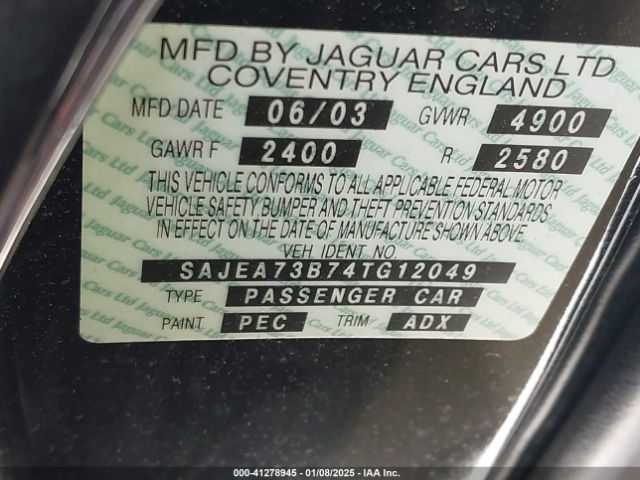 MFD BY JAGUAR CARS LTD
COVENTRY ENGLAND
MFD DATE 06/03 GVWR 4900
GAWR F 2400 R 2580
THIS VEHICLE CONFORMS TO ALL APPLICABLE FEDERAL MOTOR
VEHICLE SAFETY, BUMPER AND THEFT PREVENTION STANDARDS
IN EFFECT ON THE DATE OF MANUFACTURE SHOWN ABOVE.
VEH IDENT. NO.
SAJEA73B74TG12049
TYPE PASSENGER CAR
PAINT PEC TRIM ADX
000-41278945 - 01/08/2025 - IAA Inc.